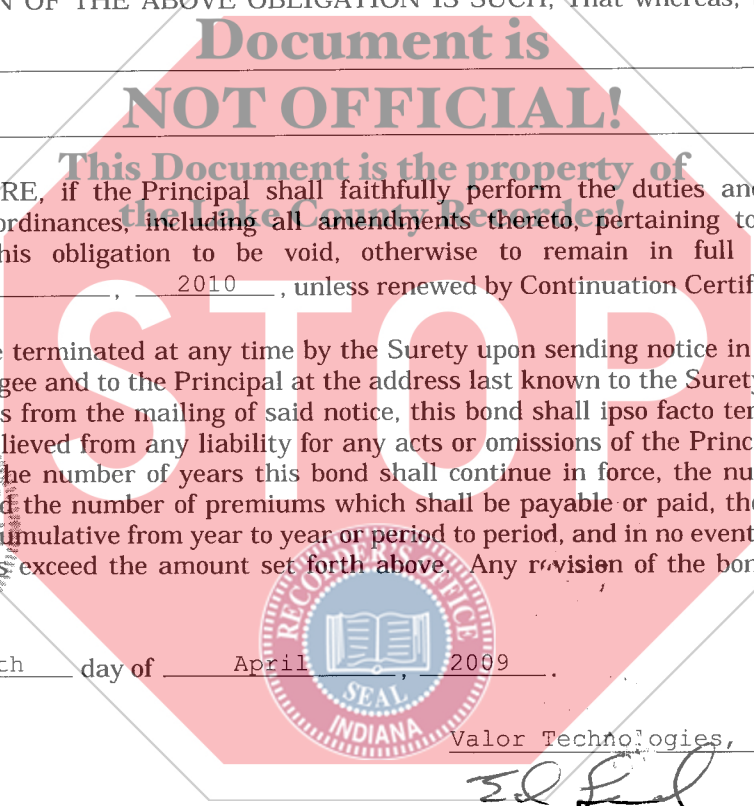 N OF THE ABOVE OBLIGATION IS SUCH, That whereas,
Document is
NOT OFFICIAL!
This Document is the property of
the Lake County Recorder!
RE, if the Principal shall faithfully perform the duties and
ordinances, including all amendments thereto, pertaining to
his obligation to be void, otherwise to remain in full
, 2010 , unless renewed by Continuation Certif
STOP
e terminated at any time by the Surety upon sending notice in
gee and to the Principal at the address last known to the Surety
s from the mailing of said notice, this bond shall ipso facto ter
lieved from any liability for any acts or omissions of the Princ
he number of years this bond shall continue in force, the nu
d the number of premiums which shall be payable or paid, the
umulative from year to year or period to period, and in no event
s exceed the amount set forth above. Any revision of the bon
RECORDER'S OFFICE
SEAL
INDIANA
th day of April , 2009 .
Valor Technologies,